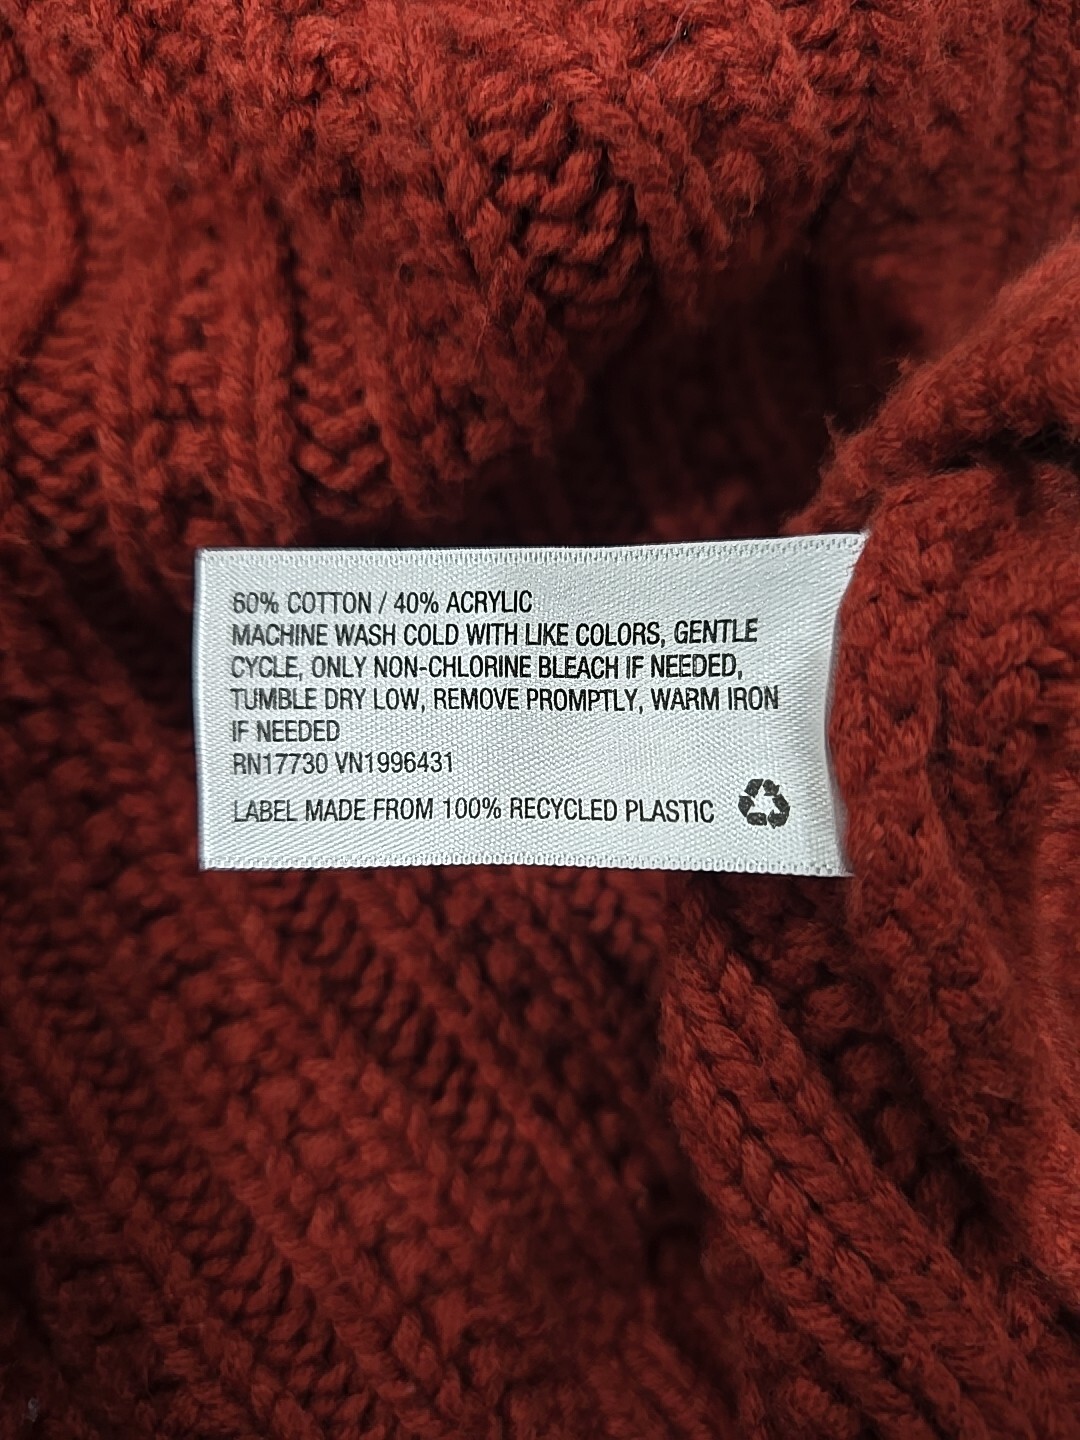 60% COTTON / 40% ACRYLIC
MACHINE WASH COLD WITH LIKE COLORS, GENTLE
CYCLE, ONLY NON-CHLORINE BLEACH IF NEEDED,
TUMBLE DRY LOW, REMOVE PROMPTLY, WARM IRON
IF NEEDED
RN17730 VN1996431
LABEL MADE FROM 100% RECYCLED PLASTIC